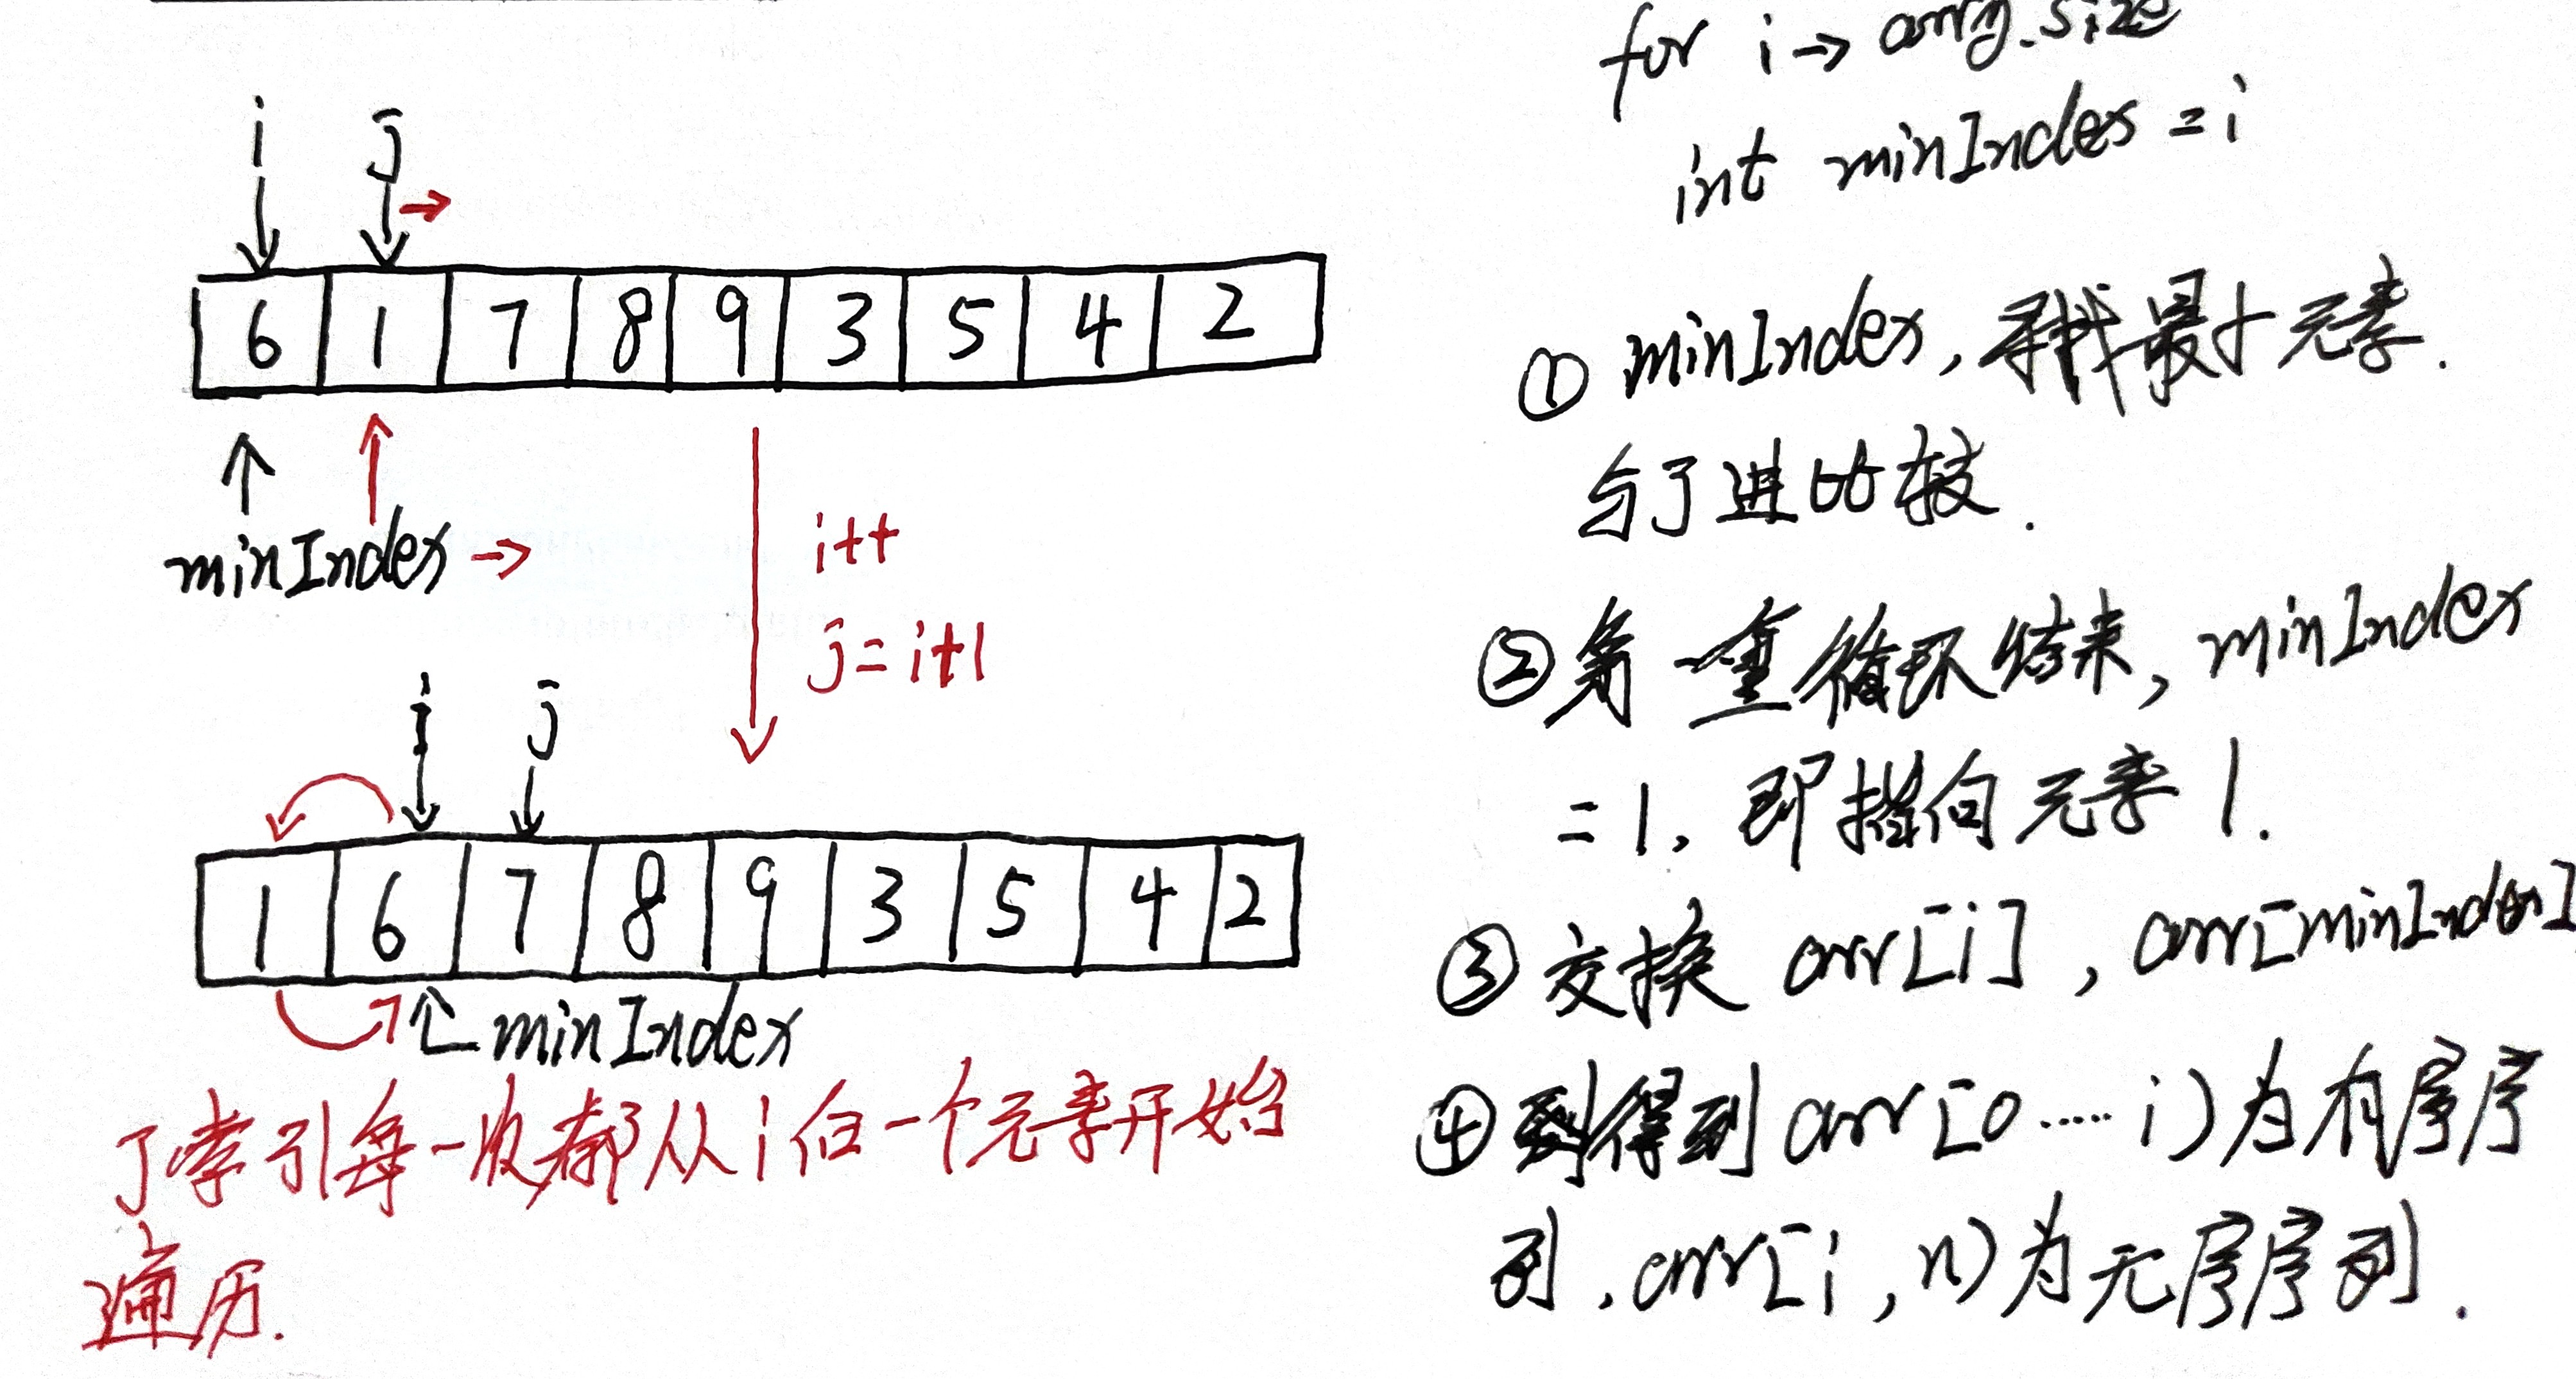 for i → array.size
int minIndex = i
i j
6 1 7 8 9 3 5 4 2
minIndex →
i++
j = i+1
i j
1 6 7 8 9 3 5 4 2
minIndex
j索引每一次都从i后一个元素开始
遍历.
① minIndex, 寻找最小元素.
与j进比较.
②第一重循环结束, minIndex
=1, 即指向元素1.
③交换 arr[i], arr[minIndex]
④ 得到 arr[0……i)为有序序
列, arr[i, n)为无序序列.